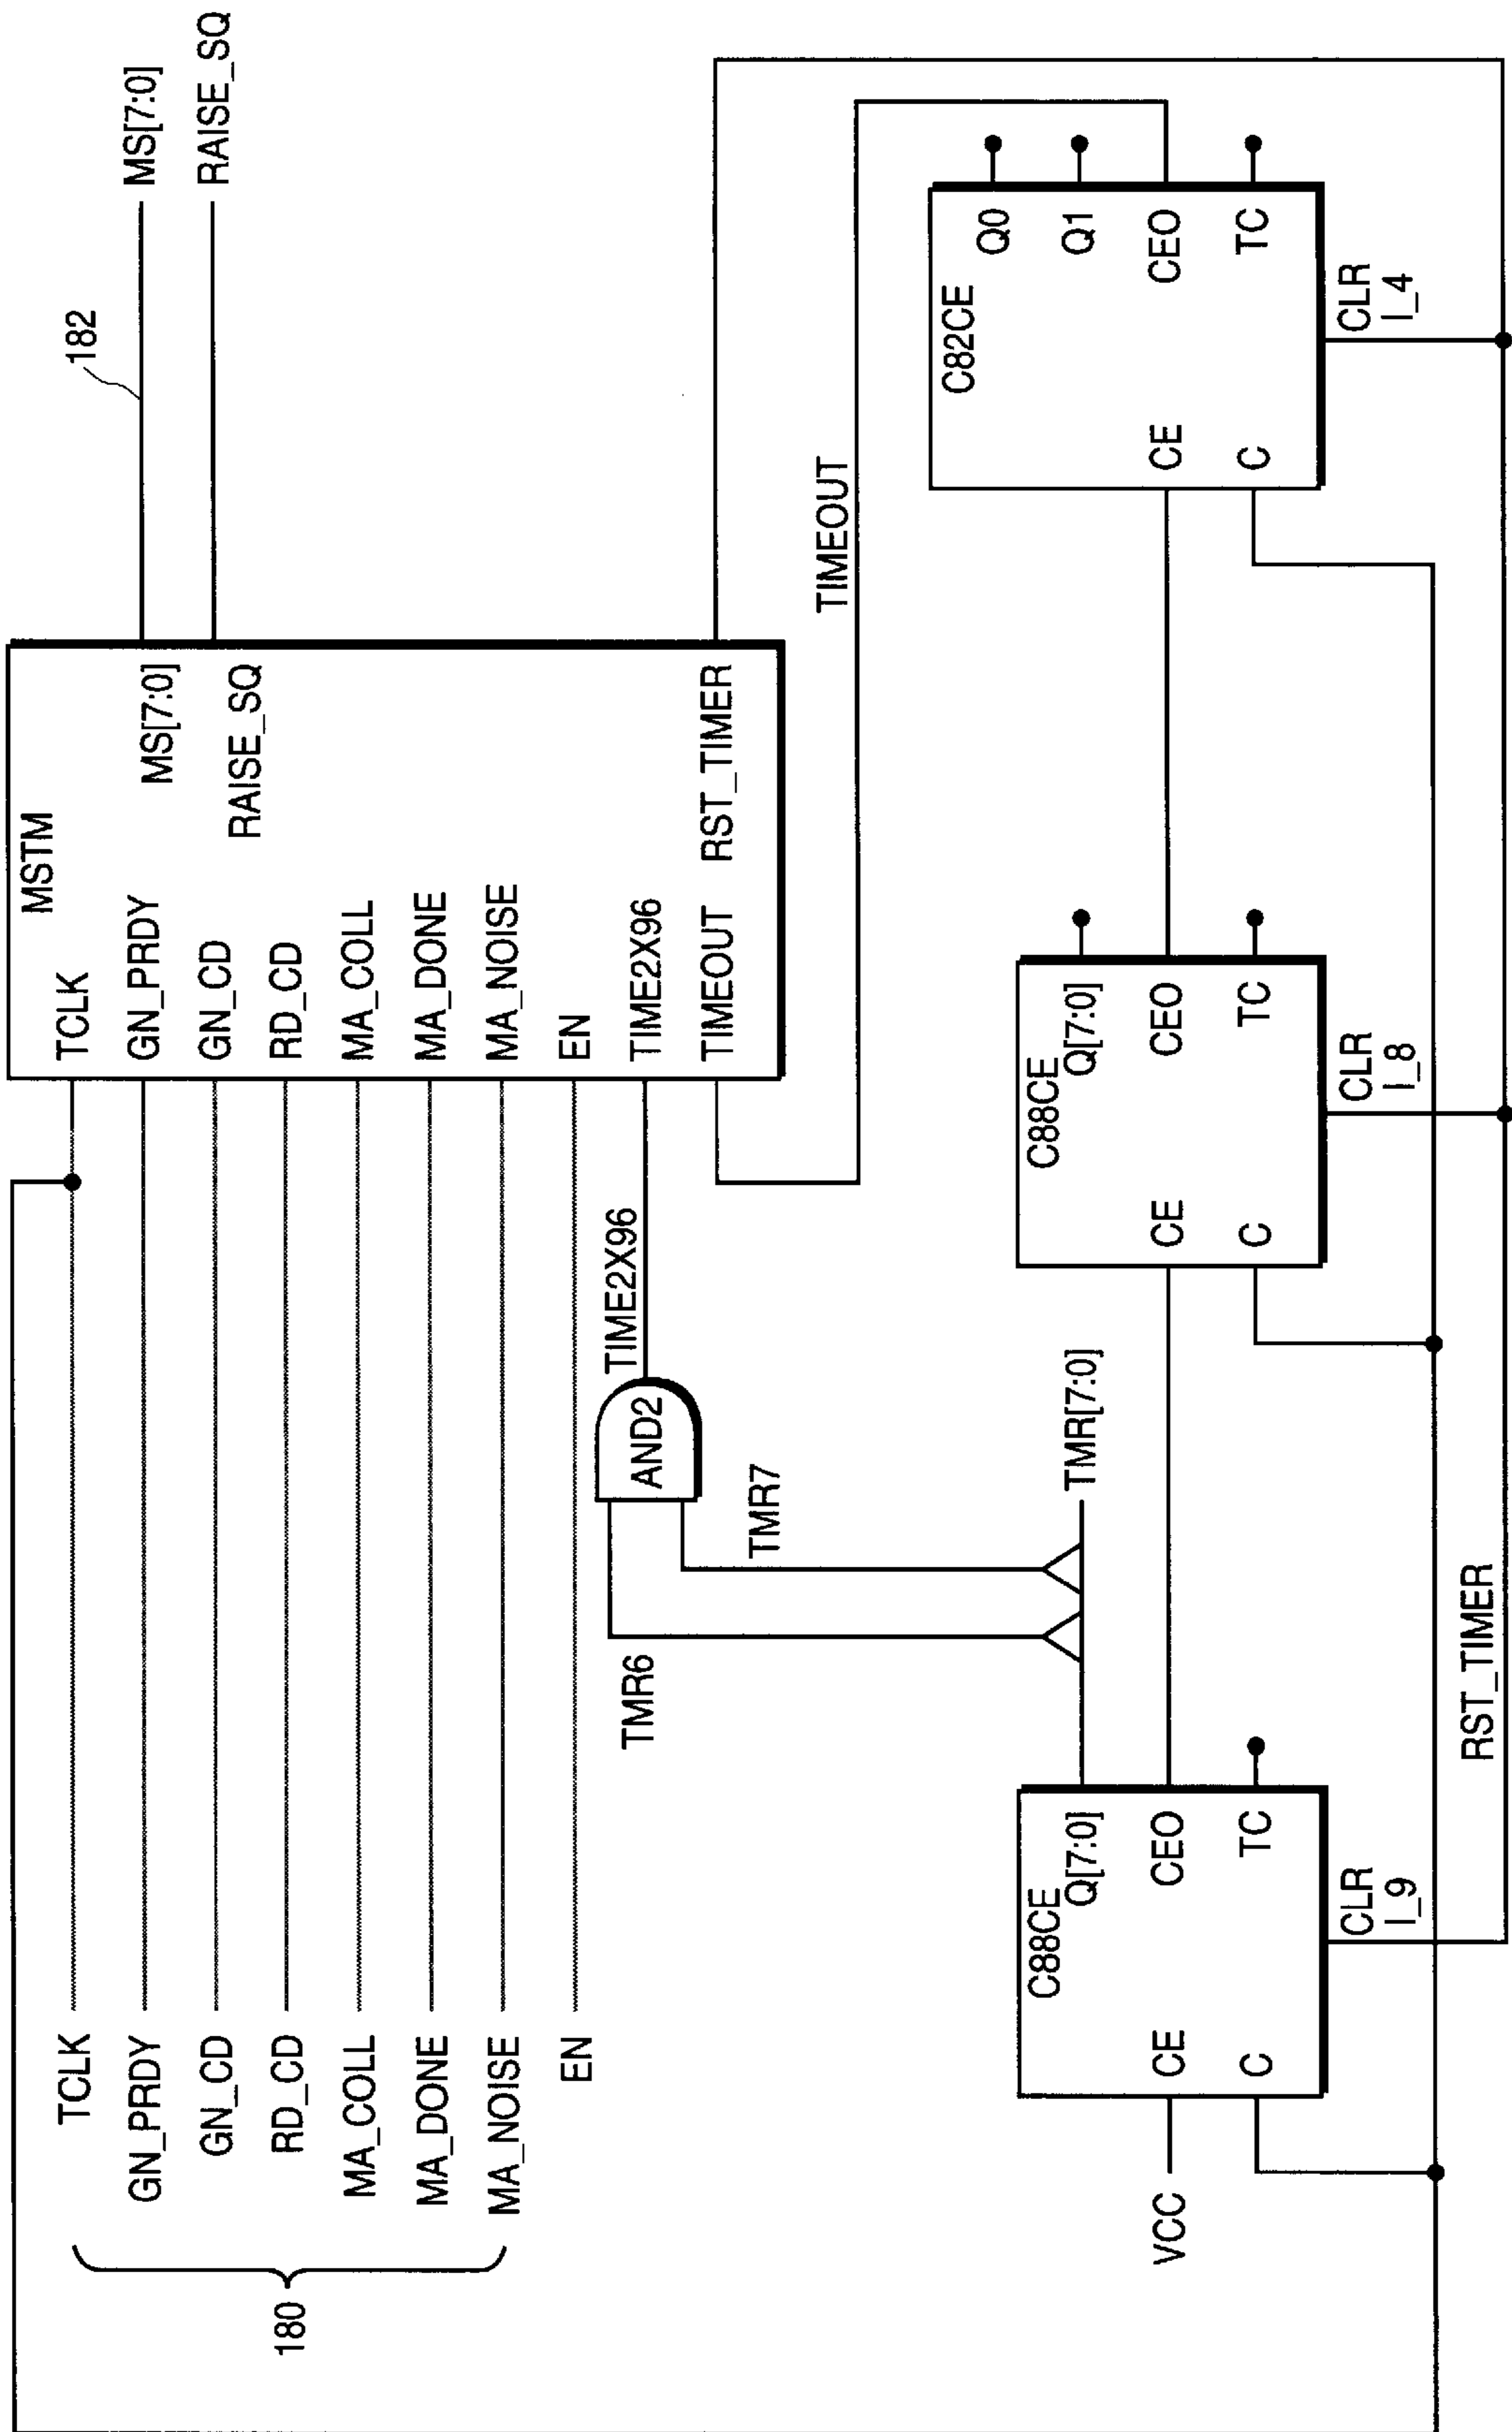 180
TCLK
GN_PRDY
GN_CD
RD_CD
MA_COLL
MA_DONE
MA_NOISE
EN
MSTM
TCLK
GN_PRDY
GN_CD
RD_CD
MA_COLL
MA_DONE
MA_NOISE
EN
TIME2X96
TIMEOUT
MS[7:0]
RAISE_SQ
RST_TIMER
182
MS[7:0]
RAISE_SQ
TIME2X96
AND2
TMR6
TMR7
TMR[7:0]
TIMEOUT
VCC
C88CE
Q[7:0]
CE
CEO
C
TC
CLR
I_9
C88CE
Q[7:0]
CE
CEO
C
TC
CLR
I_8
C82CE
Q0
Q1
CE
CEO
C
TC
CLR
I_4
RST_TIMER